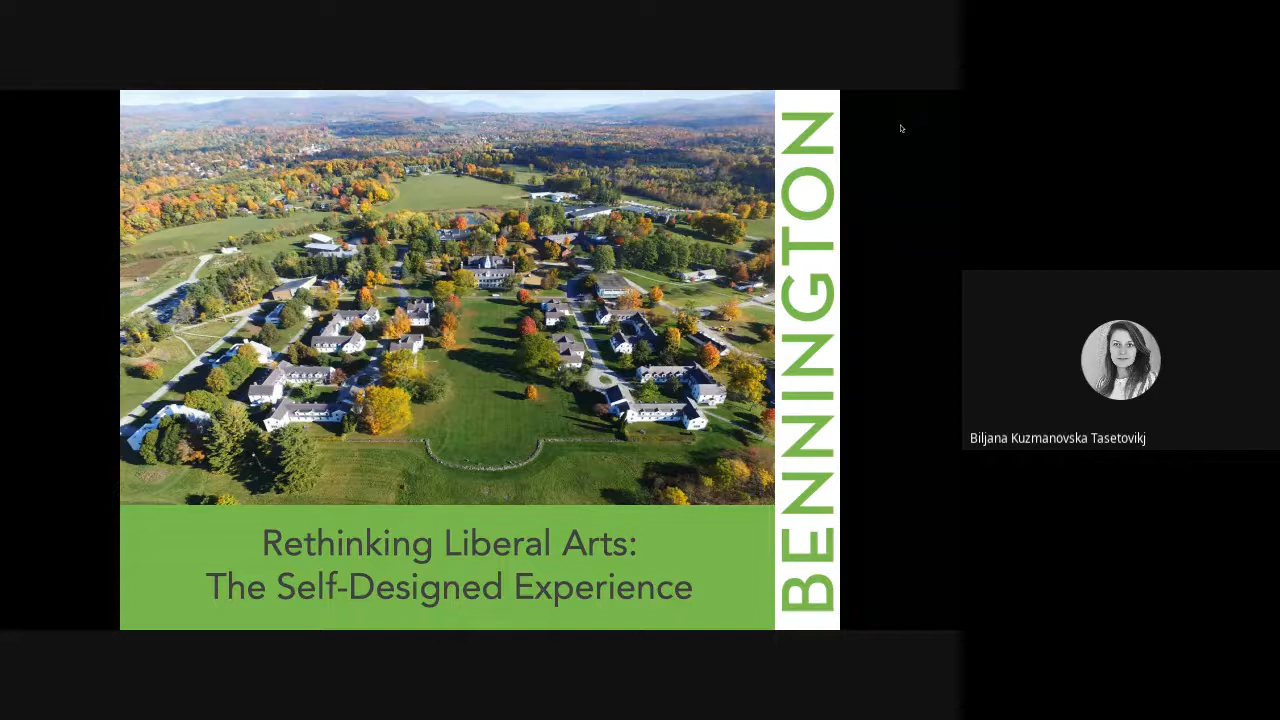 BENNINGTON
Rethinking Liberal Arts:
The Self-Designed Experience
Biljana Kuzmanovska Tasetovikj